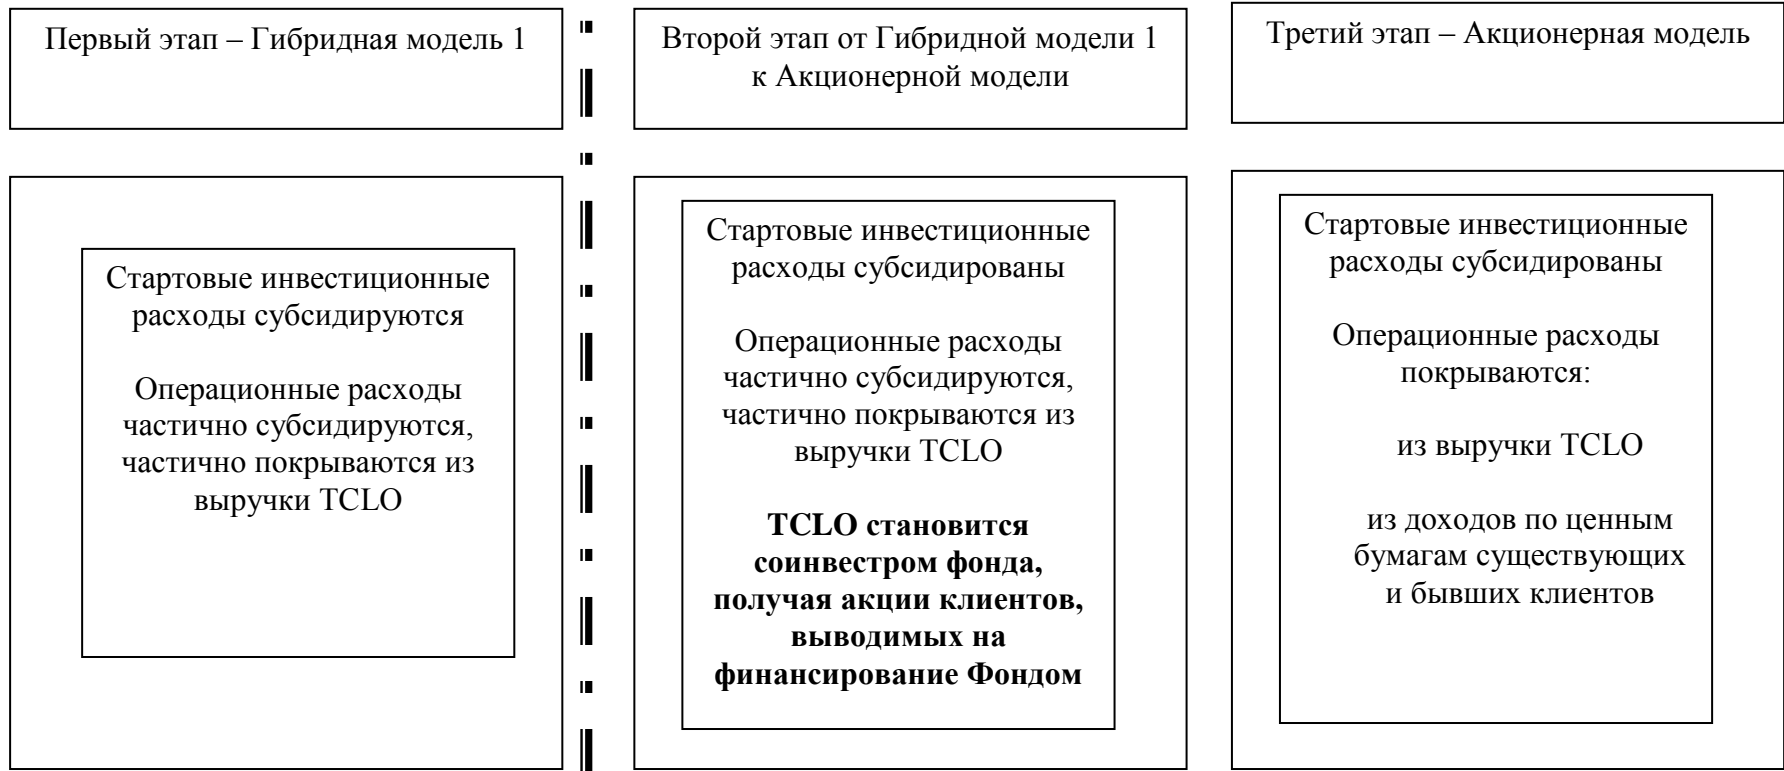 Первый этап – Гибридная модель 1
Второй этап от Гибридной модели 1
к Акционерной модели
Третий этап – Акционерная модель
Стартовые инвестиционные
расходы субсидируются
Операционные расходы
частично субсидируются,
частично покрываются из
выручки TCLO
Стартовые инвестиционные
расходы субсидированы
Операционные расходы
частично субсидируются,
частично покрываются из
выручки TCLO
TCLO становится
соинвестром фонда,
получая акции клиентов,
выводимых на
финансирование Фондом
Стартовые инвестиционные
расходы субсидированы
Операционные расходы
покрываются:
из выручки TCLO
из доходов по ценным
бумагам существующих
и бывших клиентов